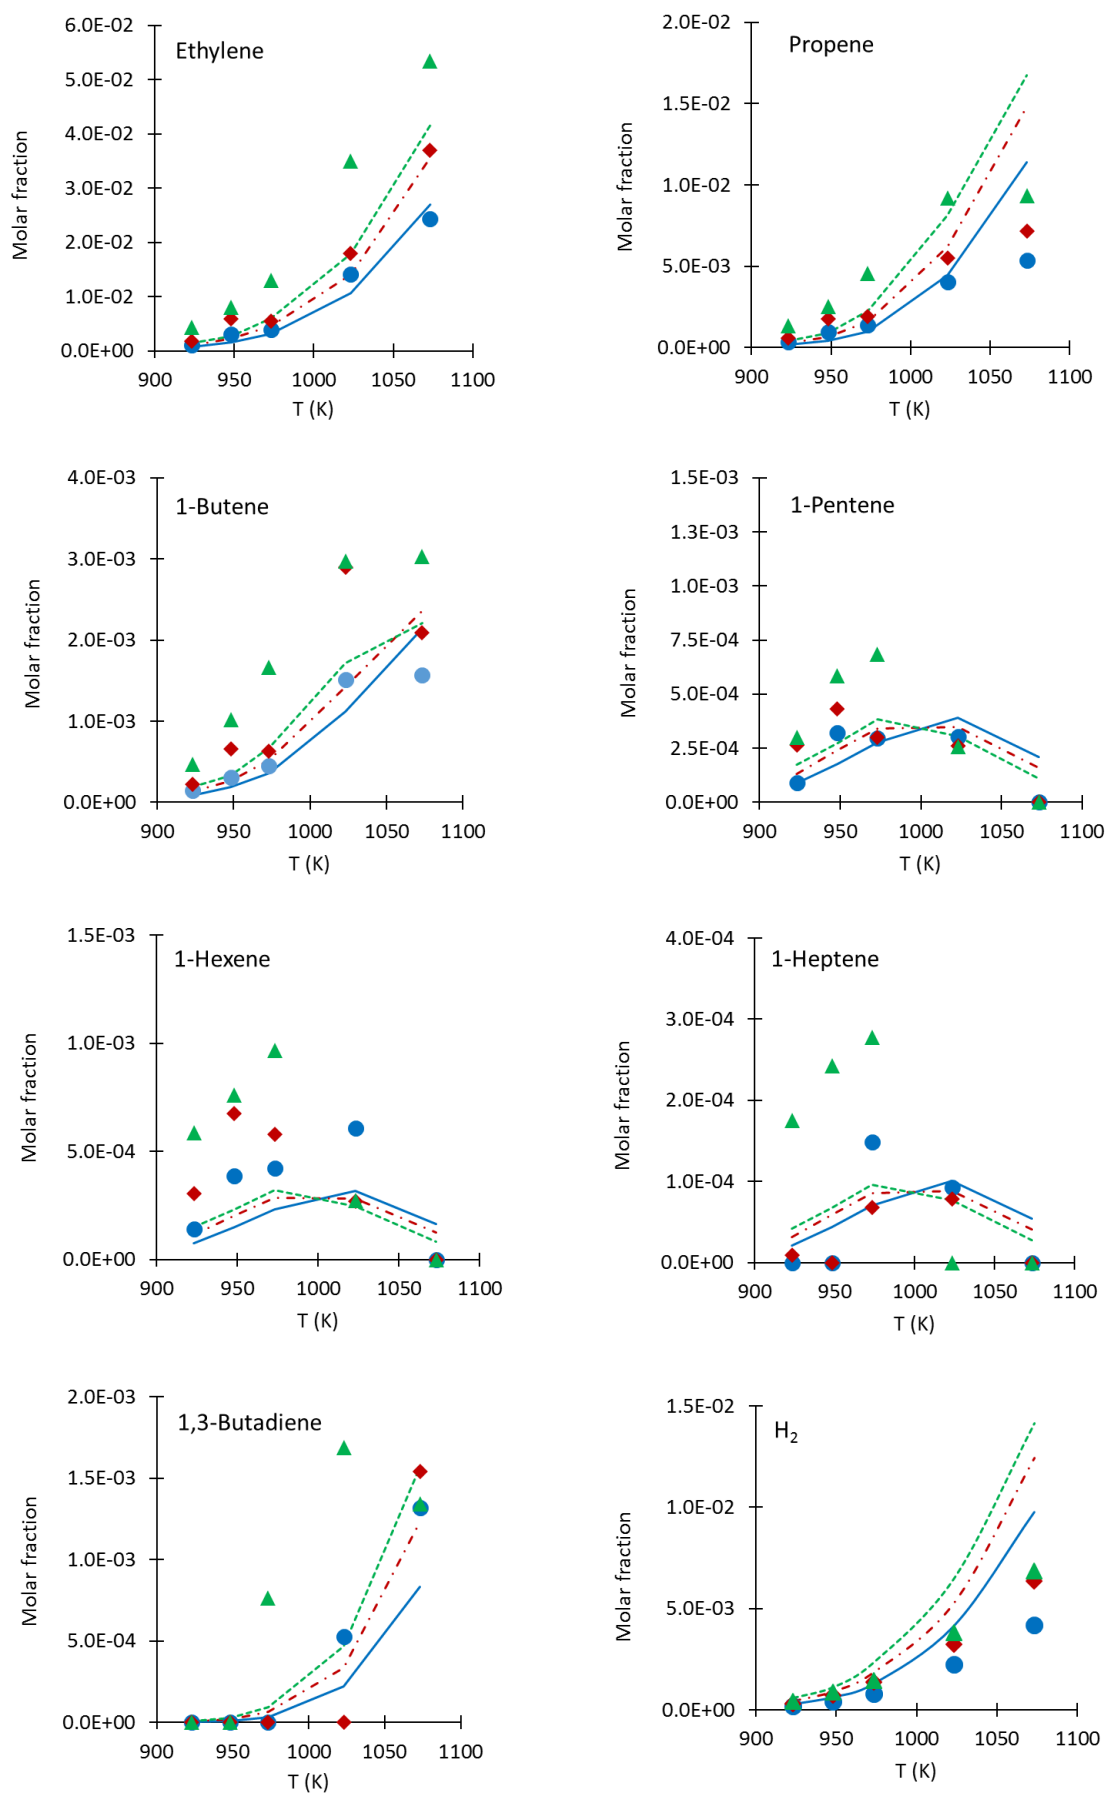 Ethylene
Molar fraction
6.0E-02
5.0E-02
4.0E-02
3.0E-02
2.0E-02
1.0E-02
0.0E+00
900 950 1000 1050 1100
T (K)
Propene
Molar fraction
2.0E-02
1.5E-02
1.0E-02
5.0E-03
0.0E+00
900 950 1000 1050 1100
T (K)
1-Butene
Molar fraction
4.0E-03
3.0E-03
2.0E-03
1.0E-03
0.0E+00
900 950 1000 1050 1100
T (K)
1-Pentene
Molar fraction
1.5E-03
1.3E-03
1.0E-03
7.5E-04
5.0E-04
2.5E-04
0.0E+00
900 950 1000 1050 1100
T (K)
1-Hexene
Molar fraction
1.5E-03
1.0E-03
5.0E-04
0.0E+00
900 950 1000 1050 1100
T (K)
1-Heptene
Molar fraction
4.0E-04
3.0E-04
2.0E-04
1.0E-04
0.0E+00
900 950 1000 1050 1100
T (K)
1,3-Butadiene
Molar fraction
2.0E-03
1.5E-03
1.0E-03
5.0E-04
0.0E+00
900 950 1000 1050 1100
T (K)
H₂
Molar fraction
1.5E-02
1.0E-02
5.0E-03
0.0E+00
900 950 1000 1050 1100
T (K)